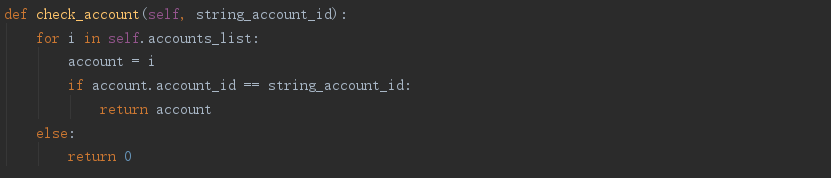 def check_account(self, string_account_id):
    for i in self.accounts_list:
        account = i
        if account.account_id == string_account_id:
            return account
    else:
        return 0